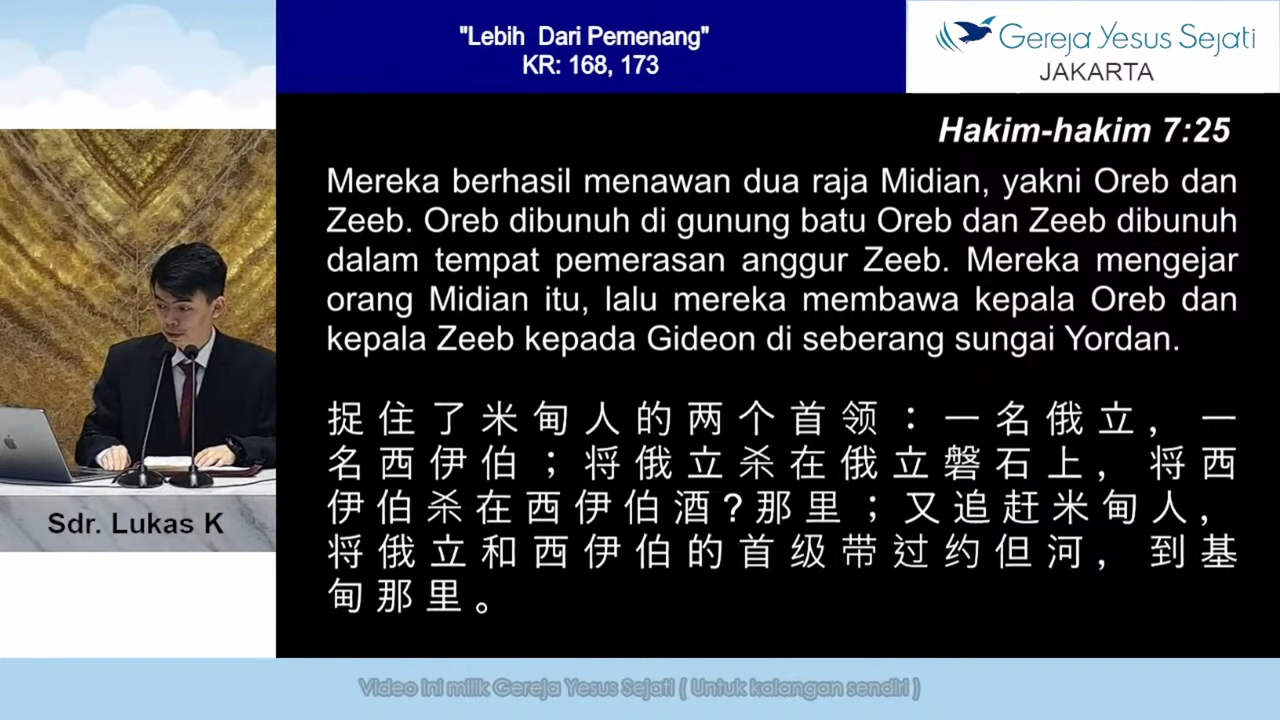 "Lebih Dari Pemenang"
KR: 168, 173
Gereja Yesus Sejati
JAKARTA
Hakim-hakim 7:25
Mereka berhasil menawan dua raja Midian, yakni Oreb dan
Zeeb. Oreb dibunuh di gunung batu Oreb dan Zeeb dibunuh
dalam tempat pemerasan anggur Zeeb. Mereka mengejar
orang Midian itu, lalu mereka membawa kepala Oreb dan
kepala Zeeb kepada Gideon di seberang sungai Yordan.
捉住了米甸人的两个首领：一名俄立，一
名西伊伯；将俄立杀在俄立磐石上，将西
伊伯杀在西伊伯酒?那里；又追赶米甸人，
将俄立和西伊伯的首级带过约但河，到基
甸那里。
Sdr. Lukas K
Video ini milik Gereja Yesus Sejati ( Untuk kalangan sendiri )